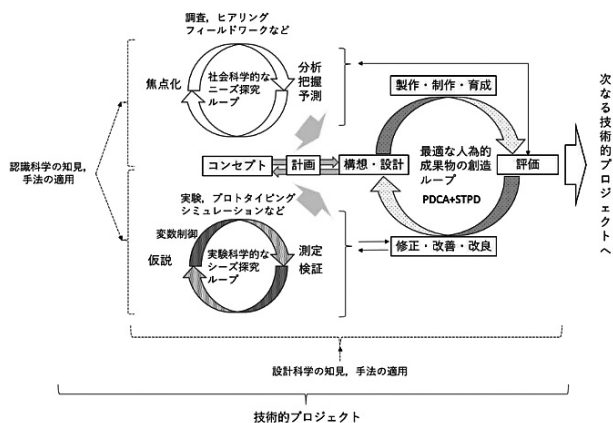 調査，ヒアリング
フィールドワークなど
焦点化
社会科学的な
ニーズ探究
ループ
分析
把握
予測
認識科学の知見，
手法の適用
コンセプト
計画
構想・設計
製作・制作・育成
最適な人為的
成果物の創造
ループ
PDCA+STPD
評価
修正・改善・改良
次なる技術的プロジェクトへ
実験，プロトタイピング
シミュレーションなど
変数制御
仮説
実験科学的な
シーズ探究
ループ
測定
検証
設計科学の知見，手法の適用
技術的プロジェクト